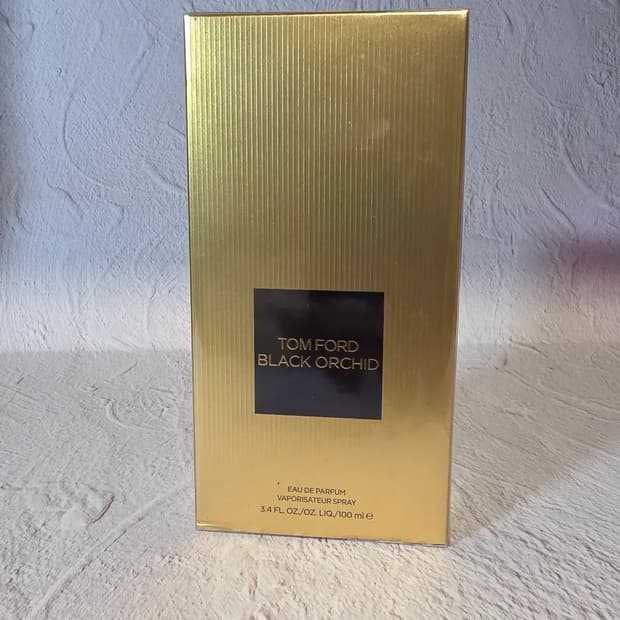 TOM FORD
BLACK ORCHID
EAU DE PARFUM
VAPORISATEUR SPRAY
3.4 FL. OZ./OZ. LIQ./100 ml ℮